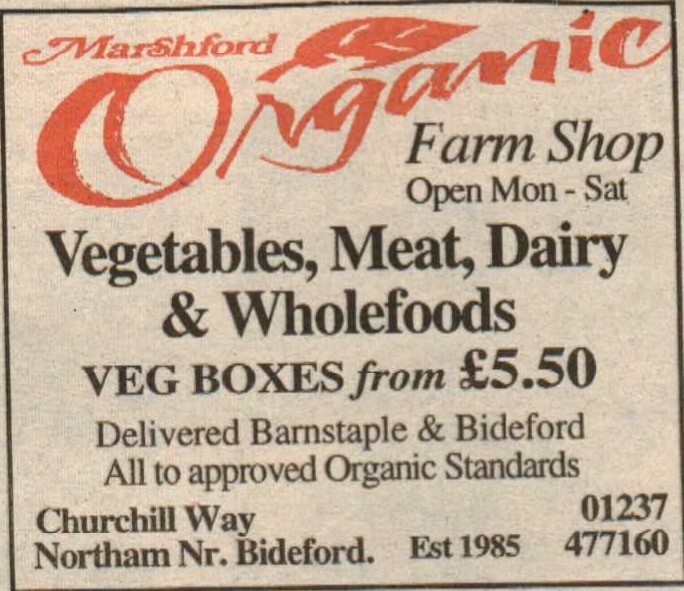 Marshford
Organic
Farm Shop
Open Mon - Sat
Vegetables, Meat, Dairy
& Wholefoods
VEG BOXES from £5.50
Delivered Barnstaple & Bideford
All to approved Organic Standards
Churchill Way 01237
Northam Nr. Bideford. Est 1985 477160